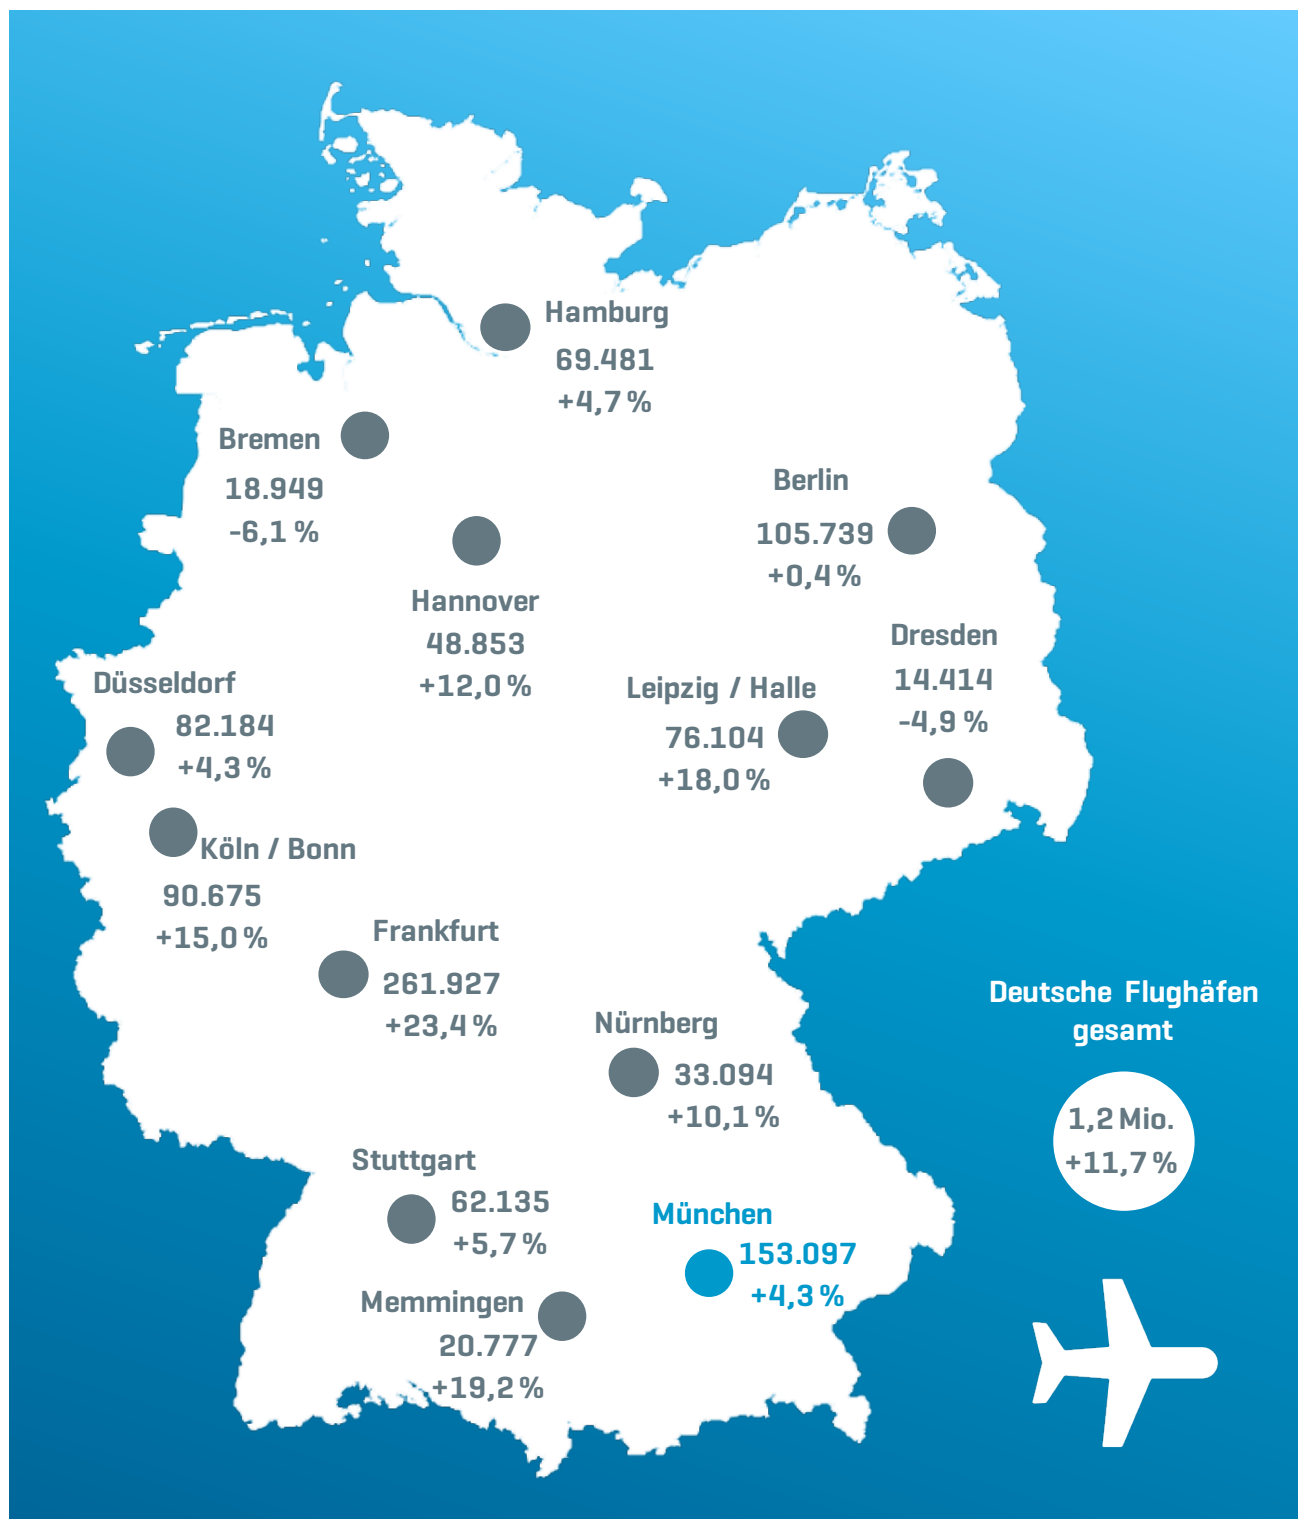 Hamburg
69.481
+4,7 %
Bremen
18.949
-6,1 %
Berlin
105.739
+0,4 %
Hannover
48.853
+12,0 %
Dresden
14.414
-4,9 %
Düsseldorf
82.184
+4,3 %
Leipzig / Halle
76.104
+18,0 %
Köln / Bonn
90.675
+15,0 %
Frankfurt
261.927
+23,4 %
Deutsche Flughäfen
gesamt
1,2 Mio.
+11,7 %
Nürnberg
33.094
+10,1 %
Stuttgart
62.135
+5,7 %
München
153.097
+4,3 %
Memmingen
20.777
+19,2 %